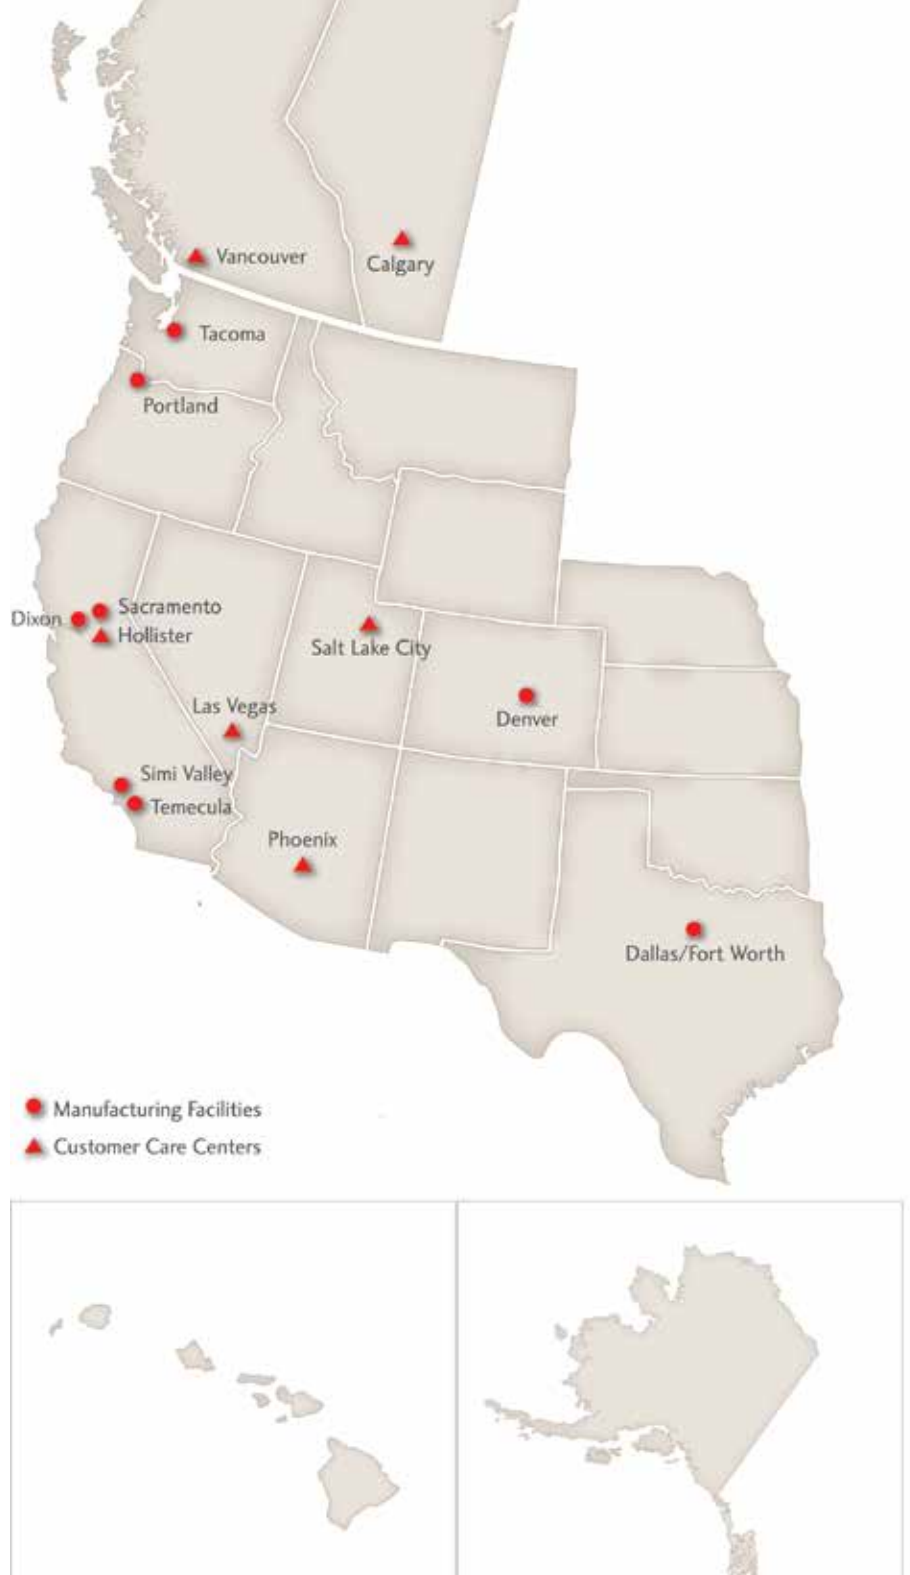 Vancouver
Calgary
Tacoma
Portland
Sacramento
Dixon
Hollister
Salt Lake City
Las Vegas
Denver
Simi Valley
Temecula
Phoenix
Dallas/Fort Worth
Manufacturing Facilities
Customer Care Centers